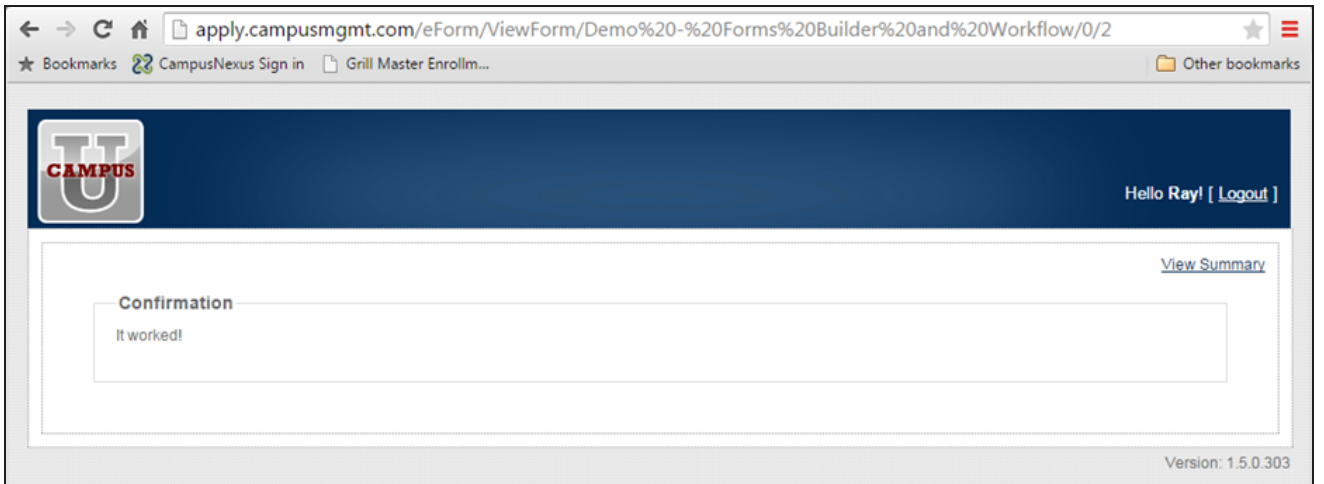 apply.campusmgmt.com/eForm/ViewForm/Demo%20-%20Forms%20Builder%20and%20Workflow/0/2
Bookmarks CampusNexus Sign in Grill Master Enrollm... Other bookmarks
U
CAMPUS
Hello Ray! [ Logout ]
View Summary
Confirmation
It worked!
Version: 1.5.0.303